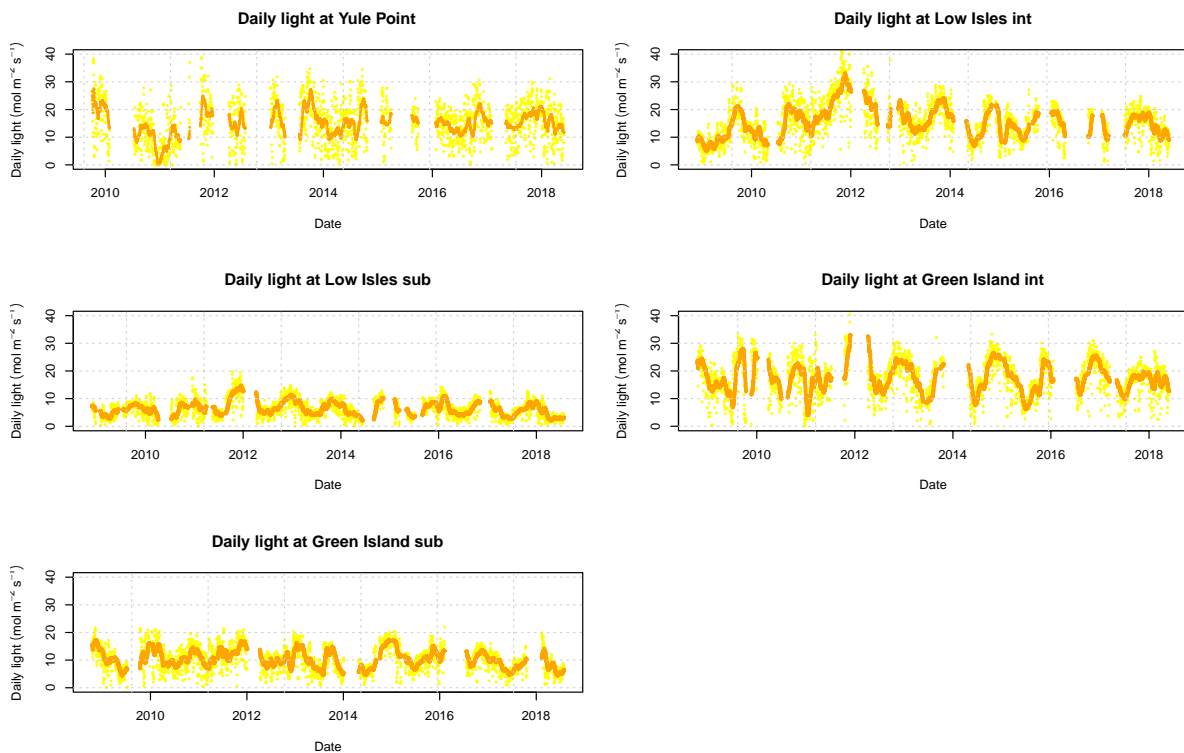 Daily light at Yule Point
Daily light (mol m⁻² s⁻¹)
40
30
20
10
0
2010 2012 2014 2016 2018
Date
Daily light at Low Isles int
Daily light (mol m⁻² s⁻¹)
40
30
20
10
0
2010 2012 2014 2016 2018
Date
Daily light at Low Isles sub
Daily light (mol m⁻² s⁻¹)
40
30
20
10
0
2010 2012 2014 2016 2018
Date
Daily light at Green Island int
Daily light (mol m⁻² s⁻¹)
40
30
20
10
0
2010 2012 2014 2016 2018
Date
Daily light at Green Island sub
Daily light (mol m⁻² s⁻¹)
40
30
20
10
0
2010 2012 2014 2016 2018
Date